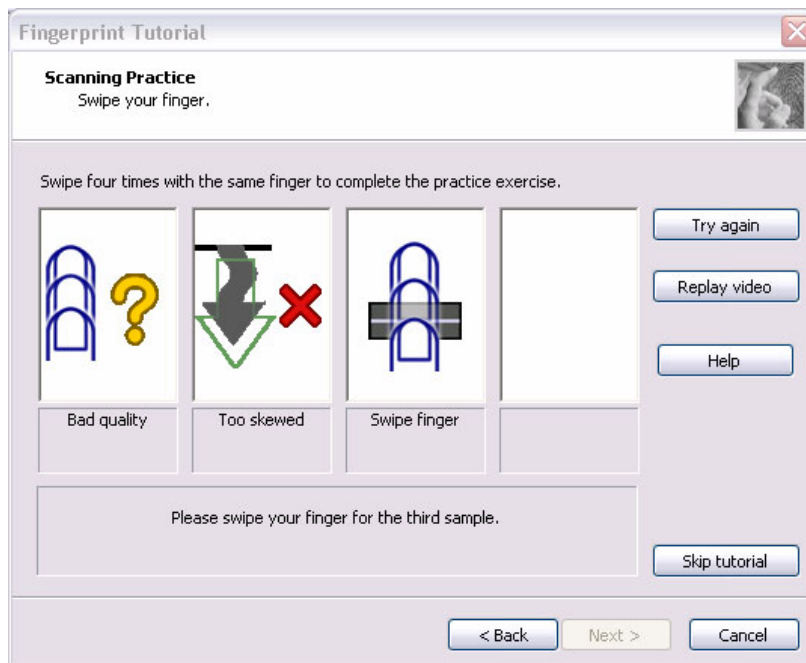 Fingerprint Tutorial
Scanning Practice
Swipe your finger.
Swipe four times with the same finger to complete the practice exercise.
Try again
Replay video
Help
Bad quality
Too skewed
Swipe finger
Please swipe your finger for the third sample.
Skip tutorial
< Back
Next >
Cancel